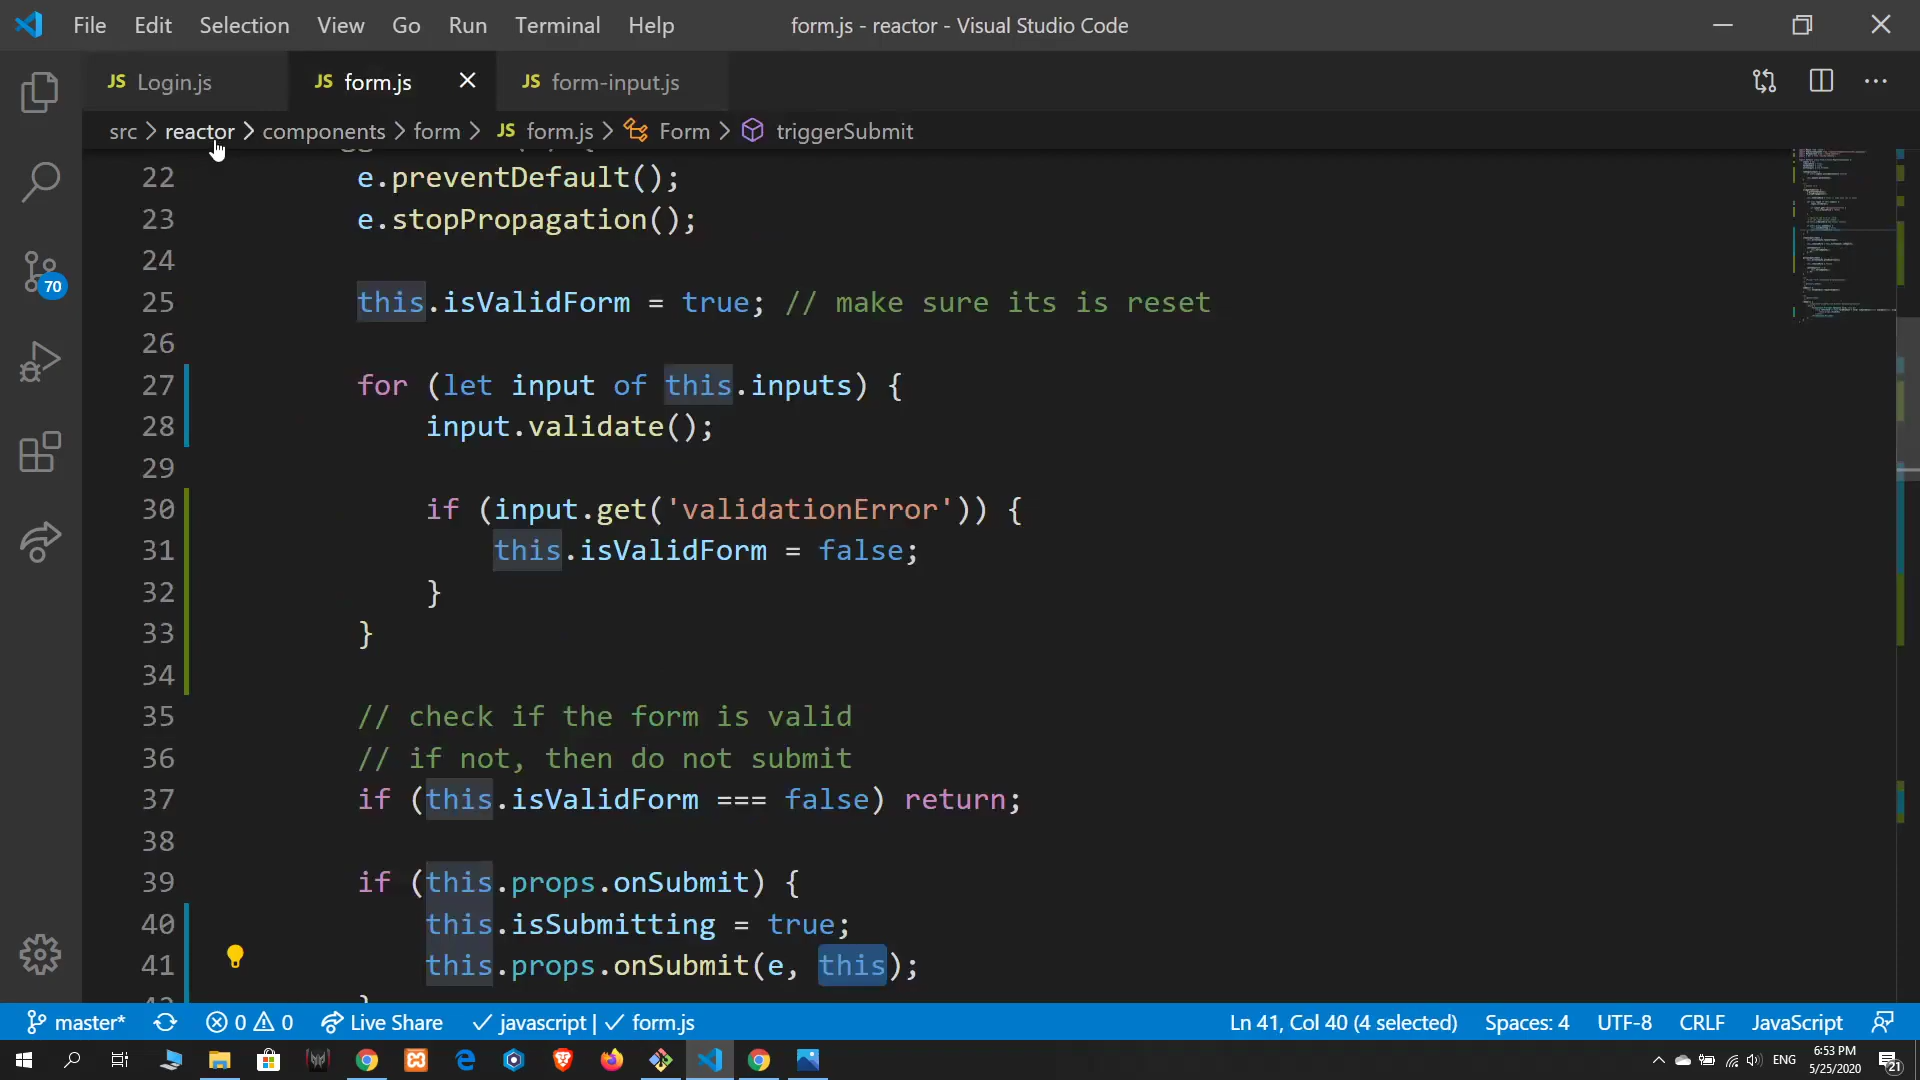 File Edit Selection View Go Run Terminal Help form.js - reactor - Visual Studio Code
JS Login.js JS form.js JS form-input.js
src > reactor > components > form > JS form.js > Form > triggerSubmit
22 e.preventDefault();
23 e.stopPropagation();
24
25 this.isValidForm = true; // make sure its is reset
26
27 for (let input of this.inputs) {
28 input.validate();
29
30 if (input.get('validationError')) {
31 this.isValidForm = false;
32 }
33 }
34
35 // check if the form is valid
36 // if not, then do not submit
37 if (this.isValidForm === false) return;
38
39 if (this.props.onSubmit) {
40 this.isSubmitting = true;
41 this.props.onSubmit(e, this);
70
master* 0 0 Live Share javascript | form.js Ln 41, Col 40 (4 selected) Spaces: 4 UTF-8 CRLF JavaScript
ENG 6:53 PM
5/25/2020 21